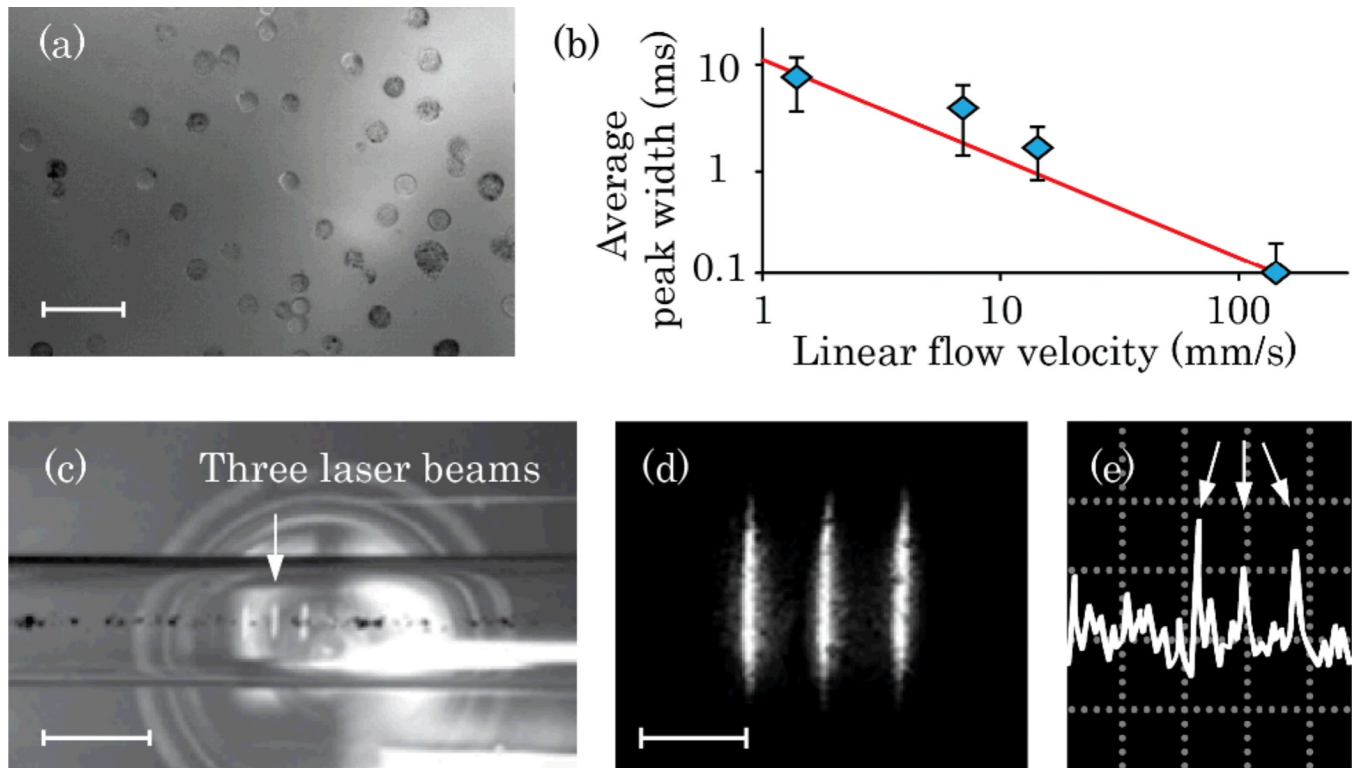 (a)
(b)
Average
peak width (ms)
10
1
0.1
1 10 100
Linear flow velocity (mm/s)
(c)
Three laser beams
(d)
(e)